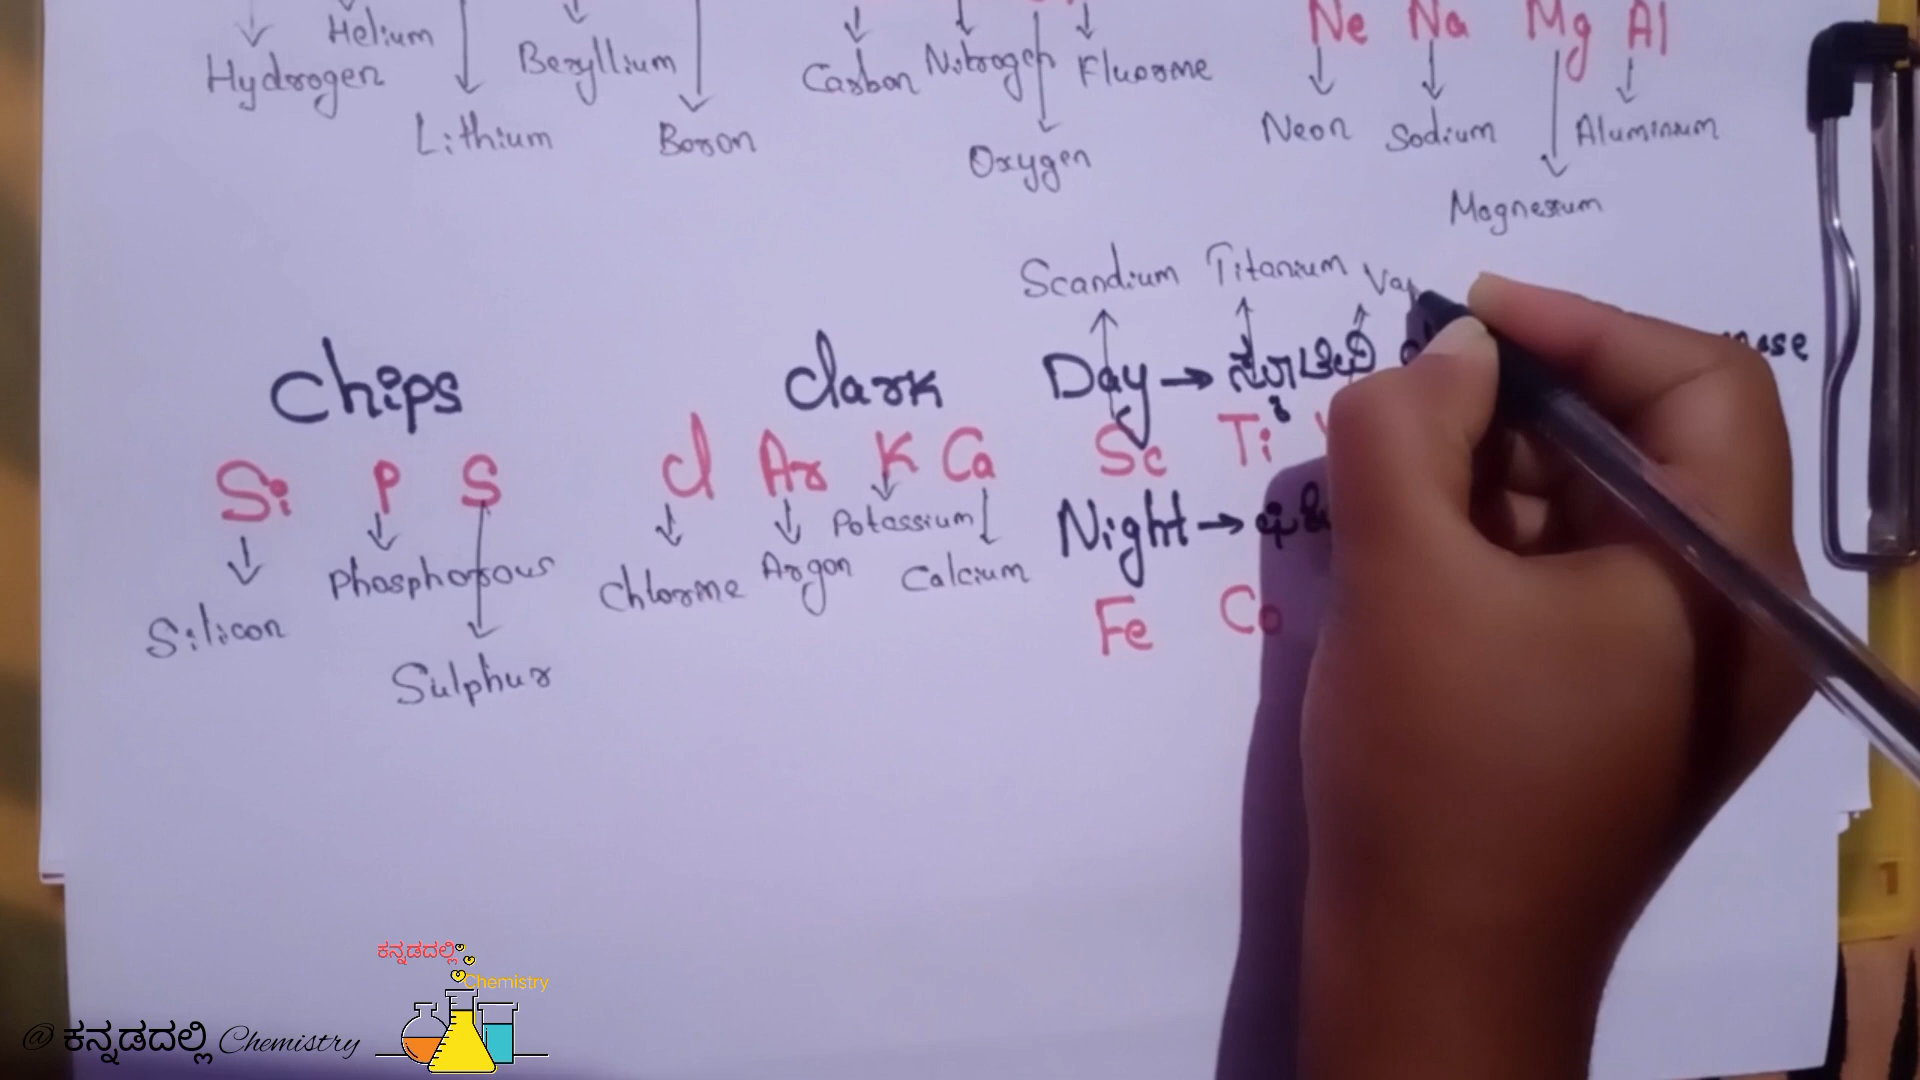 Ne Na Mg Al
Helium
Hydrogen Beryllium Carbon Nitrogen Fluorine
Lithium Boron Oxygen Neon Sodium Aluminium
Magnesium
Scandium Titanium Va
Chips Clark Day →
Si P S Cl Ar K Ca Sc Ti
Potassium Night →
Phosphorous Chlorine Argon Calcium
Silicon Fe Co
Sulphur
ಕನ್ನಡದಲ್ಲಿ
Chemistry
@ ಕನ್ನಡದಲ್ಲಿ Chemistry